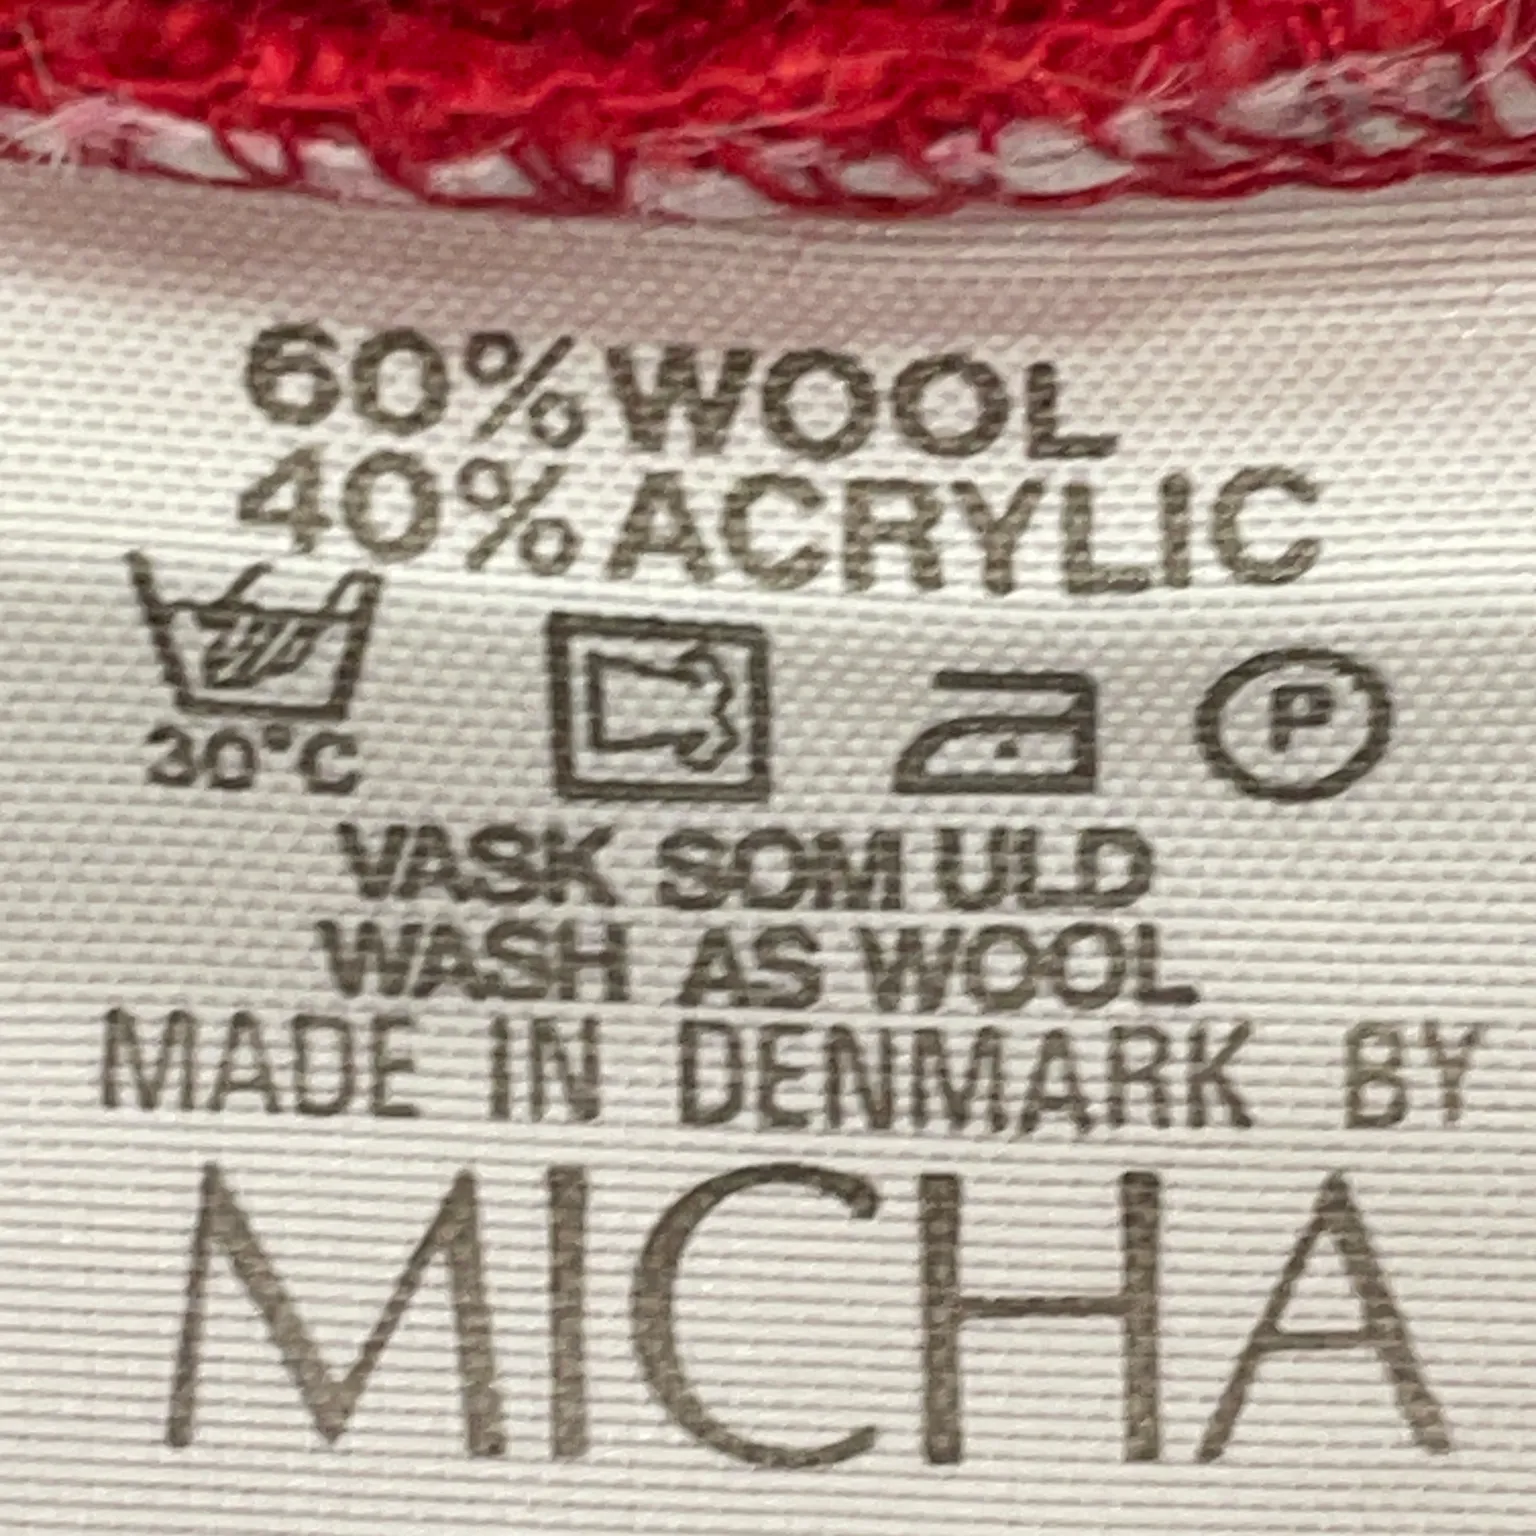 60% WOOL
40% ACRYLIC
30°C
P
VASK SOM ULD
WASH AS WOOL
MADE IN DENMARK BY
MICHA